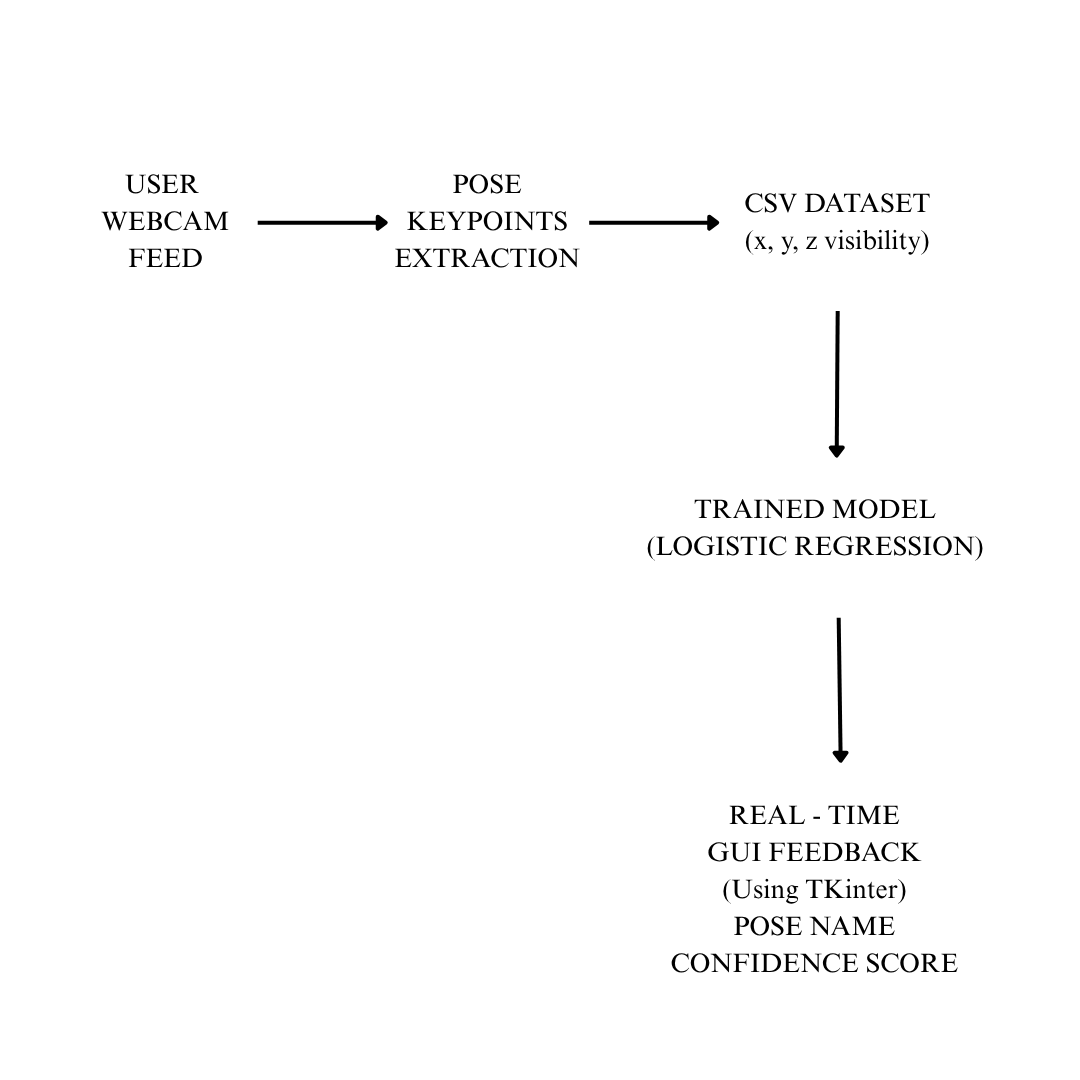 USER
WEBCAM
FEED
POSE
KEYPOINTS
EXTRACTION
CSV DATASET
(x, y, z visibility)
TRAINED MODEL
(LOGISTIC REGRESSION)
REAL - TIME
GUI FEEDBACK
(Using TKinter)
POSE NAME
CONFIDENCE SCORE